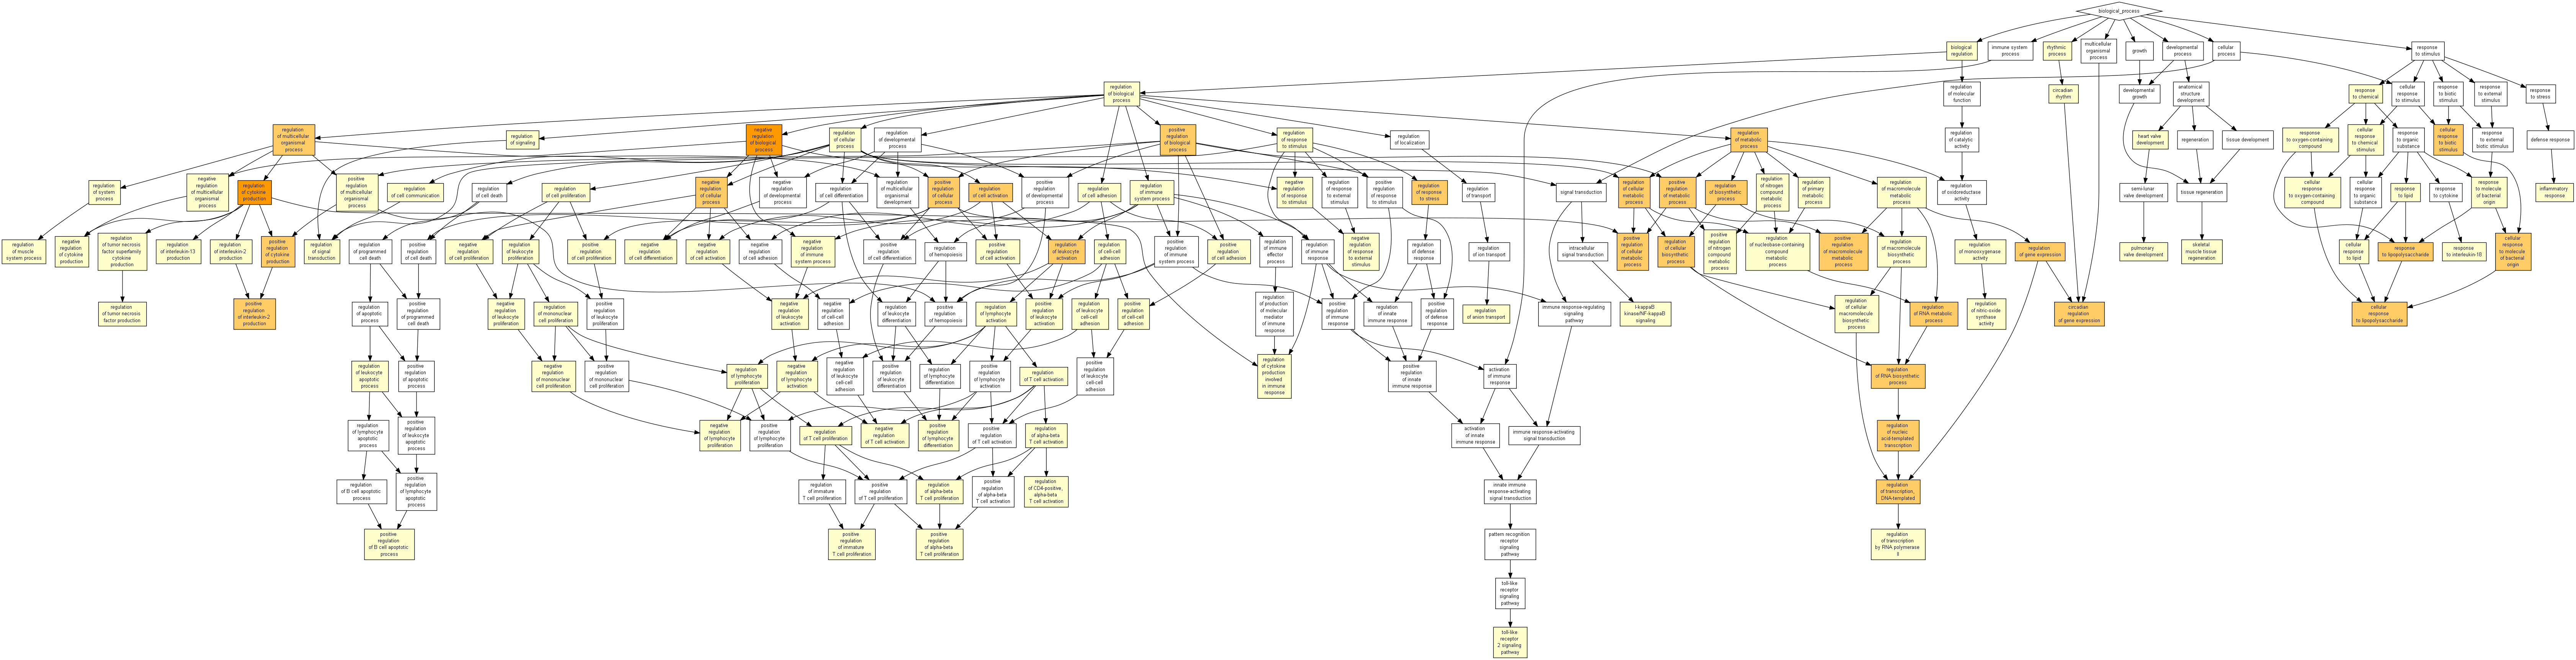 biological_process
biological
regulation
immune system
process
rhythmic
process
multicellular
organismal
process
growth
developmental
process
cellular
process
response
to stimulus
regulation
of biological
process
regulation
of molecular
function
circadian
rhythm
developmental
growth
anatomical
structure
development
response
to chemical
cellular
response
to stimulus
response
to biotic
stimulus
response
to external
stimulus
response
to stress
regulation
of multicellular
organismal
process
regulation
of signaling
negative
regulation
of biological
process
regulation
of cellular
process
regulation
of developmental
process
positive
regulation
of biological
process
regulation
of response
to stimulus
regulation
of localization
regulation
of metabolic
process
regulation
of catalytic
activity
heart valve
development
regeneration
tissue development
response
to oxygen-containing
compound
cellular
response
to chemical
stimulus
response
to organic
substance
cellular
response
to biotic
stimulus
response
to external
biotic stimulus
defense response
regulation
of system
process
negative
regulation
of multicellular
organismal
process
regulation
of cytokine
production
positive
regulation
of multicellular
organismal
process
regulation
of cell communication
regulation
of cell death
regulation
of cell proliferation
negative
regulation
of cellular
process
negative
regulation
of developmental
process
regulation
of cell differentiation
regulation
of multicellular
organismal
development
positive
regulation
of cellular
process
regulation
of cell activation
positive
regulation
of developmental
process
regulation
of cell adhesion
regulation
of immune
system process
negative
regulation
of response
to stimulus
regulation
of response
to external
stimulus
positive
regulation
of response
to stimulus
regulation
of response
to stress
regulation
of transport
signal transduction
regulation
of cellular
metabolic
process
positive
regulation
of metabolic
process
regulation
of biosynthetic
process
regulation
of nitrogen
compound
metabolic
process
regulation
of primary
metabolic
process
regulation
of macromolecule
metabolic
process
regulation
of oxidoreductase
activity
semi-lunar
valve development
tissue regeneration
cellular
response
to oxygen-containing
compound
cellular
response
to organic
substance
response
to lipid
response
to cytokine
response
to molecule
of bacterial
origin
inflammatory
response
regulation
of muscle
system process
negative
regulation
of cytokine
production
regulation
of tumor necrosis
factor superfamily
cytokine
production
regulation
of interleukin-13
production
regulation
of interleukin-2
production
positive
regulation
of cytokine
production
regulation
of signal
transduction
regulation
of programmed
cell death
positive
regulation
of cell death
negative
regulation
of cell proliferation
regulation
of leukocyte
proliferation
positive
regulation
of cell proliferation
negative
regulation
of cell differentiation
negative
regulation
of cell activation
negative
regulation
of cell adhesion
negative
regulation
of immune
system process
positive
regulation
of cell differentiation
regulation
of hemopoiesis
positive
regulation
of cell activation
regulation
of leukocyte
activation
regulation
of cell-cell
adhesion
positive
regulation
of immune
system process
positive
regulation
of cell adhesion
regulation
of immune
effector
process
regulation
of immune
response
negative
regulation
of response
to external
stimulus
regulation
of defense
response
regulation
of ion transport
intracellular
signal transduction
positive
regulation
of cellular
metabolic
process
regulation
of cellular
biosynthetic
process
positive
regulation
of nitrogen
compound
metabolic
process
regulation
of nucleobase-containing
compound
metabolic
process
positive
regulation
of macromolecule
metabolic
process
regulation
of macromolecule
biosynthetic
process
regulation
of monooxygenase
activity
regulation
of gene expression
pulmonary
valve development
skeletal
muscle tissue
regeneration
cellular
response
to lipid
response
to lipopolysaccharide
response
to interleukin-18
cellular
response
to molecule
of bacterial
origin
regulation
of tumor necrosis
factor production
positive
regulation
of interleukin-2
production
regulation
of apoptotic
process
positive
regulation
of programmed
cell death
negative
regulation
of leukocyte
proliferation
regulation
of mononuclear
cell proliferation
positive
regulation
of leukocyte
proliferation
negative
regulation
of leukocyte
activation
negative
regulation
of cell-cell
adhesion
regulation
of leukocyte
differentiation
positive
regulation
of hemopoiesis
regulation
of lymphocyte
activation
positive
regulation
of leukocyte
activation
regulation
of leukocyte
cell-cell
adhesion
positive
regulation
of cell-cell
adhesion
regulation
of production
of molecular
mediator
of immune
response
positive
regulation
of immune
response
regulation
of innate
immune response
positive
regulation
of defense
response
regulation
of anion transport
immune response-regulating
signaling
pathway
I-kappaB
kinase/NF-kappaB
signaling
regulation
of cellular
macromolecule
biosynthetic
process
regulation
of RNA metabolic
process
regulation
of nitric-oxide
synthase
activity
circadian
regulation
of gene expression
cellular
response
to lipopolysaccharide
regulation
of leukocyte
apoptotic
process
positive
regulation
of apoptotic
process
negative
regulation
of mononuclear
cell proliferation
positive
regulation
of mononuclear
cell proliferation
regulation
of lymphocyte
proliferation
negative
regulation
of lymphocyte
activation
negative
regulation
of leukocyte
cell-cell
adhesion
positive
regulation
of leukocyte
differentiation
regulation
of lymphocyte
differentiation
positive
regulation
of lymphocyte
activation
regulation
of T cell activation
positive
regulation
of leukocyte
cell-cell
adhesion
regulation
of cytokine
production
involved
in immune
response
positive
regulation
of innate
immune response
activation
of immune
response
regulation
of RNA biosynthetic
process
regulation
of lymphocyte
apoptotic
process
positive
regulation
of leukocyte
apoptotic
process
negative
regulation
of lymphocyte
proliferation
positive
regulation
of lymphocyte
proliferation
regulation
of T cell proliferation
negative
regulation
of T cell activation
positive
regulation
of lymphocyte
differentiation
positive
regulation
of T cell activation
regulation
of alpha-beta
T cell activation
activation
of innate
immune response
immune response-activating
signal transduction
regulation
of nucleic
acid-templated
transcription
regulation
of B cell apoptotic
process
positive
regulation
of lymphocyte
apoptotic
process
regulation
of immature
T cell proliferation
positive
regulation
of T cell proliferation
regulation
of alpha-beta
T cell proliferation
positive
regulation
of alpha-beta
T cell activation
regulation
of CD4-positive,
alpha-beta
T cell activation
innate immune
response-activating
signal transduction
regulation
of transcription,
DNA-templated
positive
regulation
of B cell apoptotic
process
positive
regulation
of immature
T cell proliferation
positive
regulation
of alpha-beta
T cell proliferation
pattern recognition
receptor
signaling
pathway
regulation
of transcription
by RNA polymerase
II
toll-like
receptor
signaling
pathway
toll-like
receptor
2 signaling
pathway